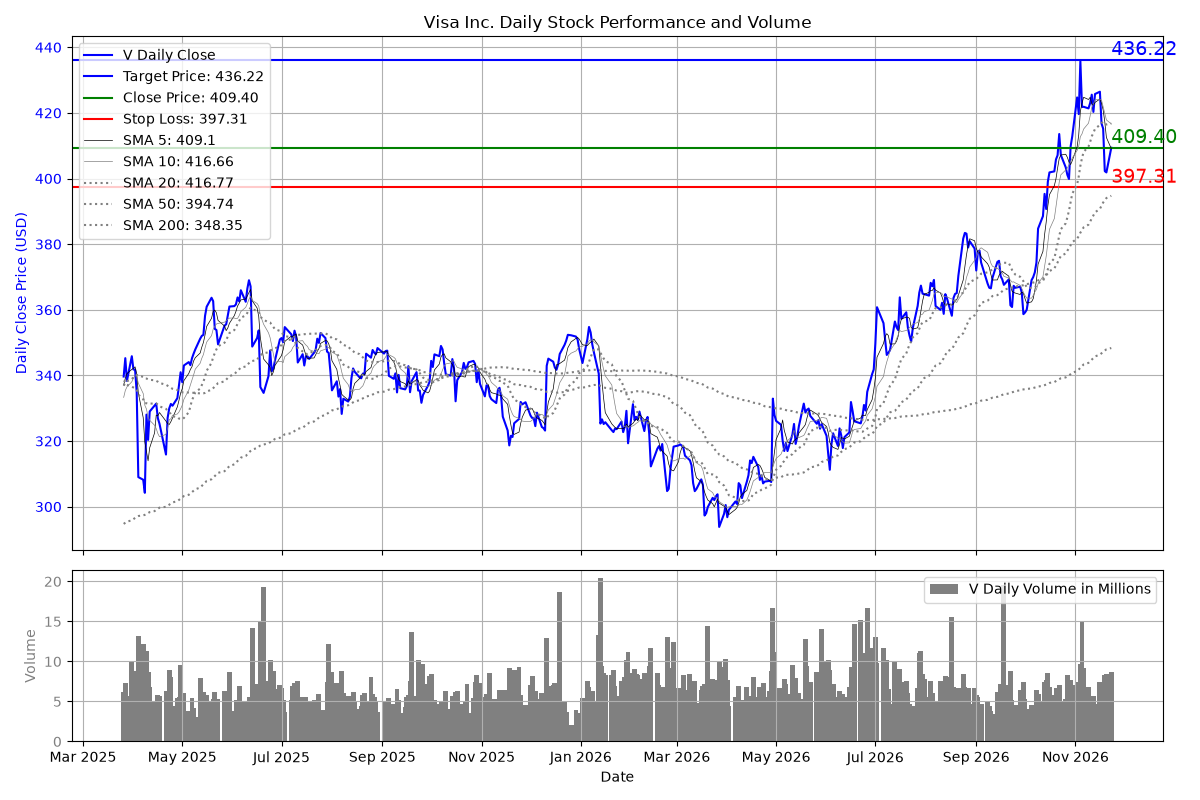 Visa Inc. Daily Stock Performance and Volume
Daily Close Price (USD)
440
420
400
380
360
340
320
300
V Daily Close
Target Price: 436.22
Close Price: 409.40
Stop Loss: 397.31
SMA 5: 409.1
SMA 10: 416.66
SMA 20: 416.77
SMA 50: 394.74
SMA 200: 348.35
436.22
409.40
397.31
Volume
20
15
10
5
0
V Daily Volume in Millions
Mar 2025 May 2025 Jul 2025 Sep 2025 Nov 2025 Jan 2026 Mar 2026 May 2026 Jul 2026 Sep 2026 Nov 2026
Date